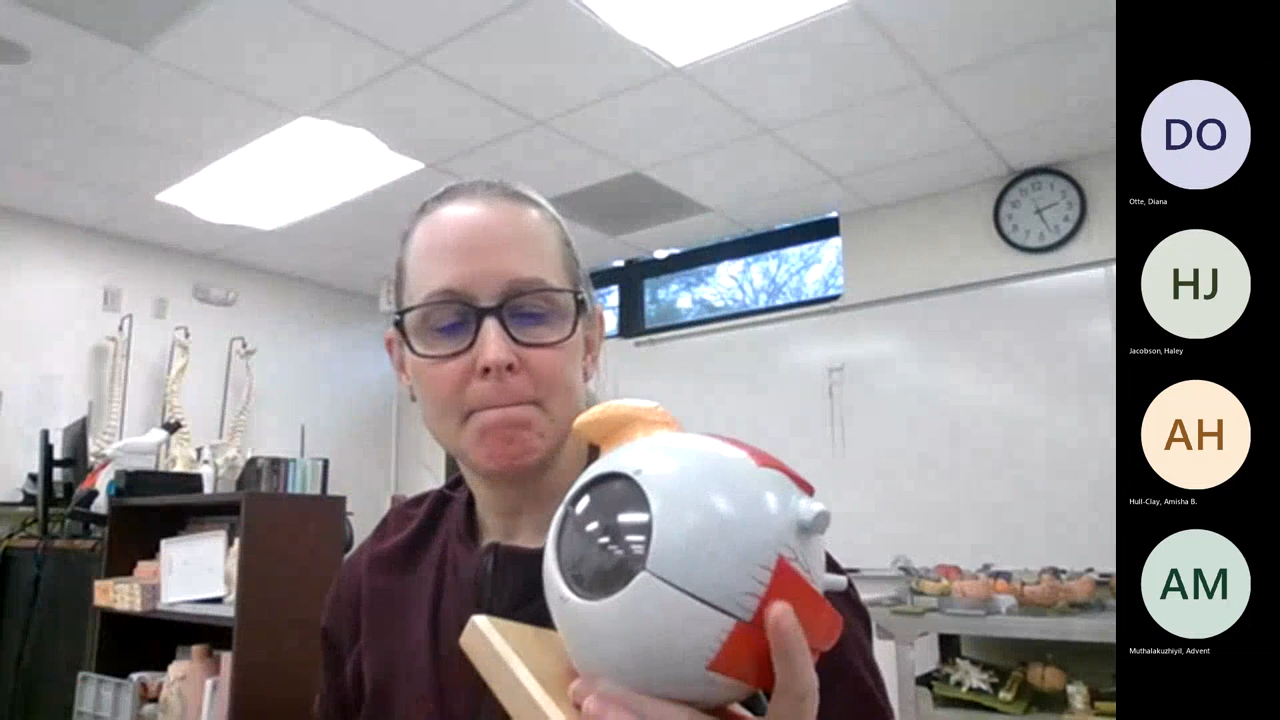 DO
Otte, Diana
HJ
Jacobson, Haley
AH
Hull-Clay, Amisha B.
AM
Muthalakuzhiyil, Advent